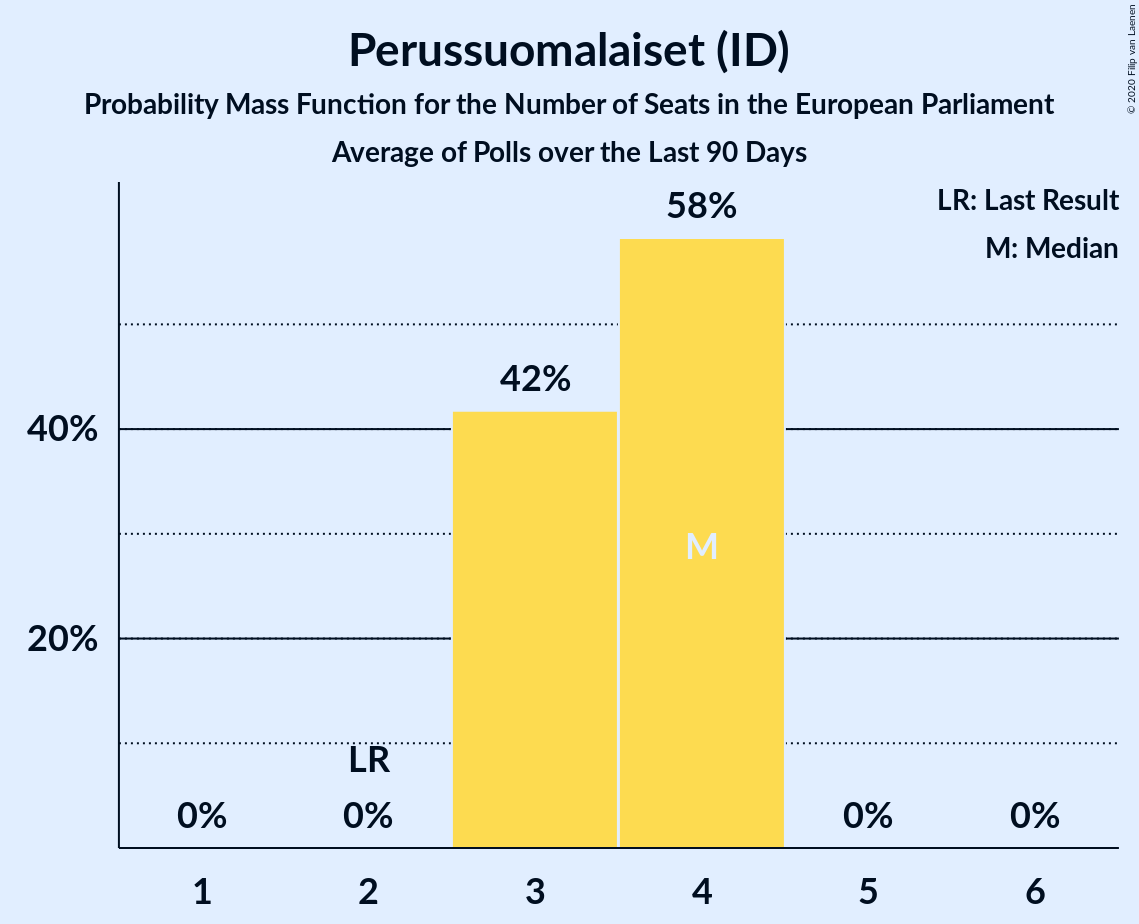 Perussuomalaiset (ID)
Probability Mass Function for the Number of Seats in the European Parliament
Average of Polls over the Last 90 Days
© 2020 Filip van Laenen
LR: Last Result
M: Median
58%
42%
40%
M
20%
LR
0% 0% 0% 0%
1 2 3 4 5 6